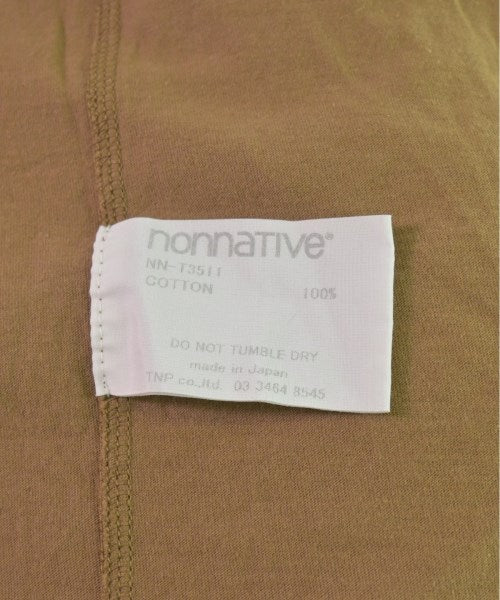 nonnative®
NN-T3511
COTTON 100%
DO NOT TUMBLE DRY
made in Japan
TNP co.,ltd. 03 3464 8545